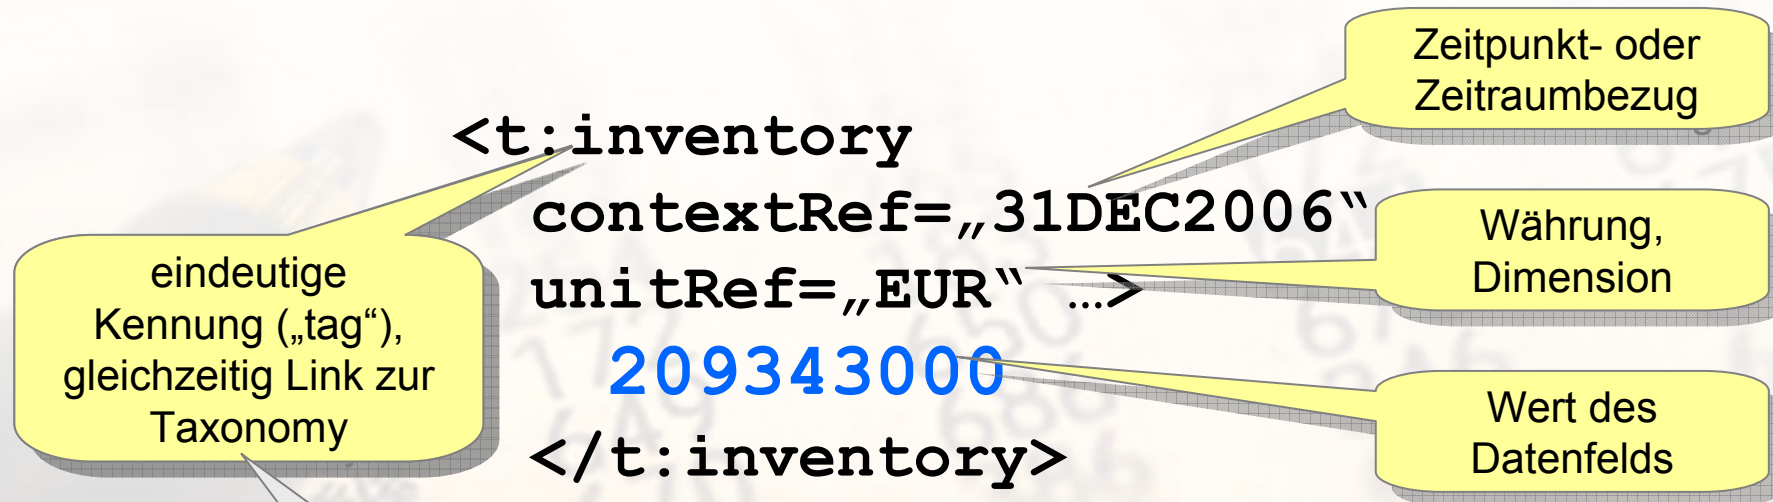 Zeitpunkt- oder
Zeitraumbezug
<t:inventory
contextRef=„31DEC2006“
Währung,
Dimension
eindeutige
Kennung („tag“),
gleichzeitig Link zur
Taxonomy
unitRef=„EUR“ …>
209343000
Wert des
Datenfelds
</t:inventory>